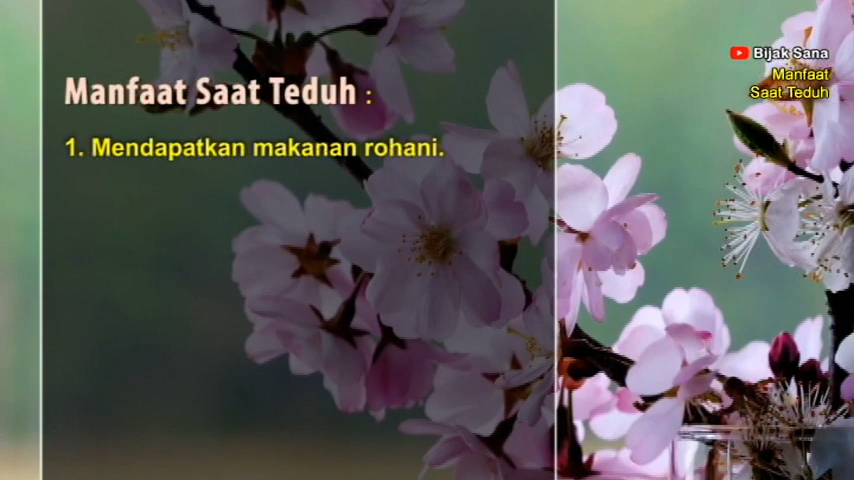 Manfaat Saat Teduh :
1. Mendapatkan makanan rohani.
Bijak Sana
Manfaat
Saat Teduh